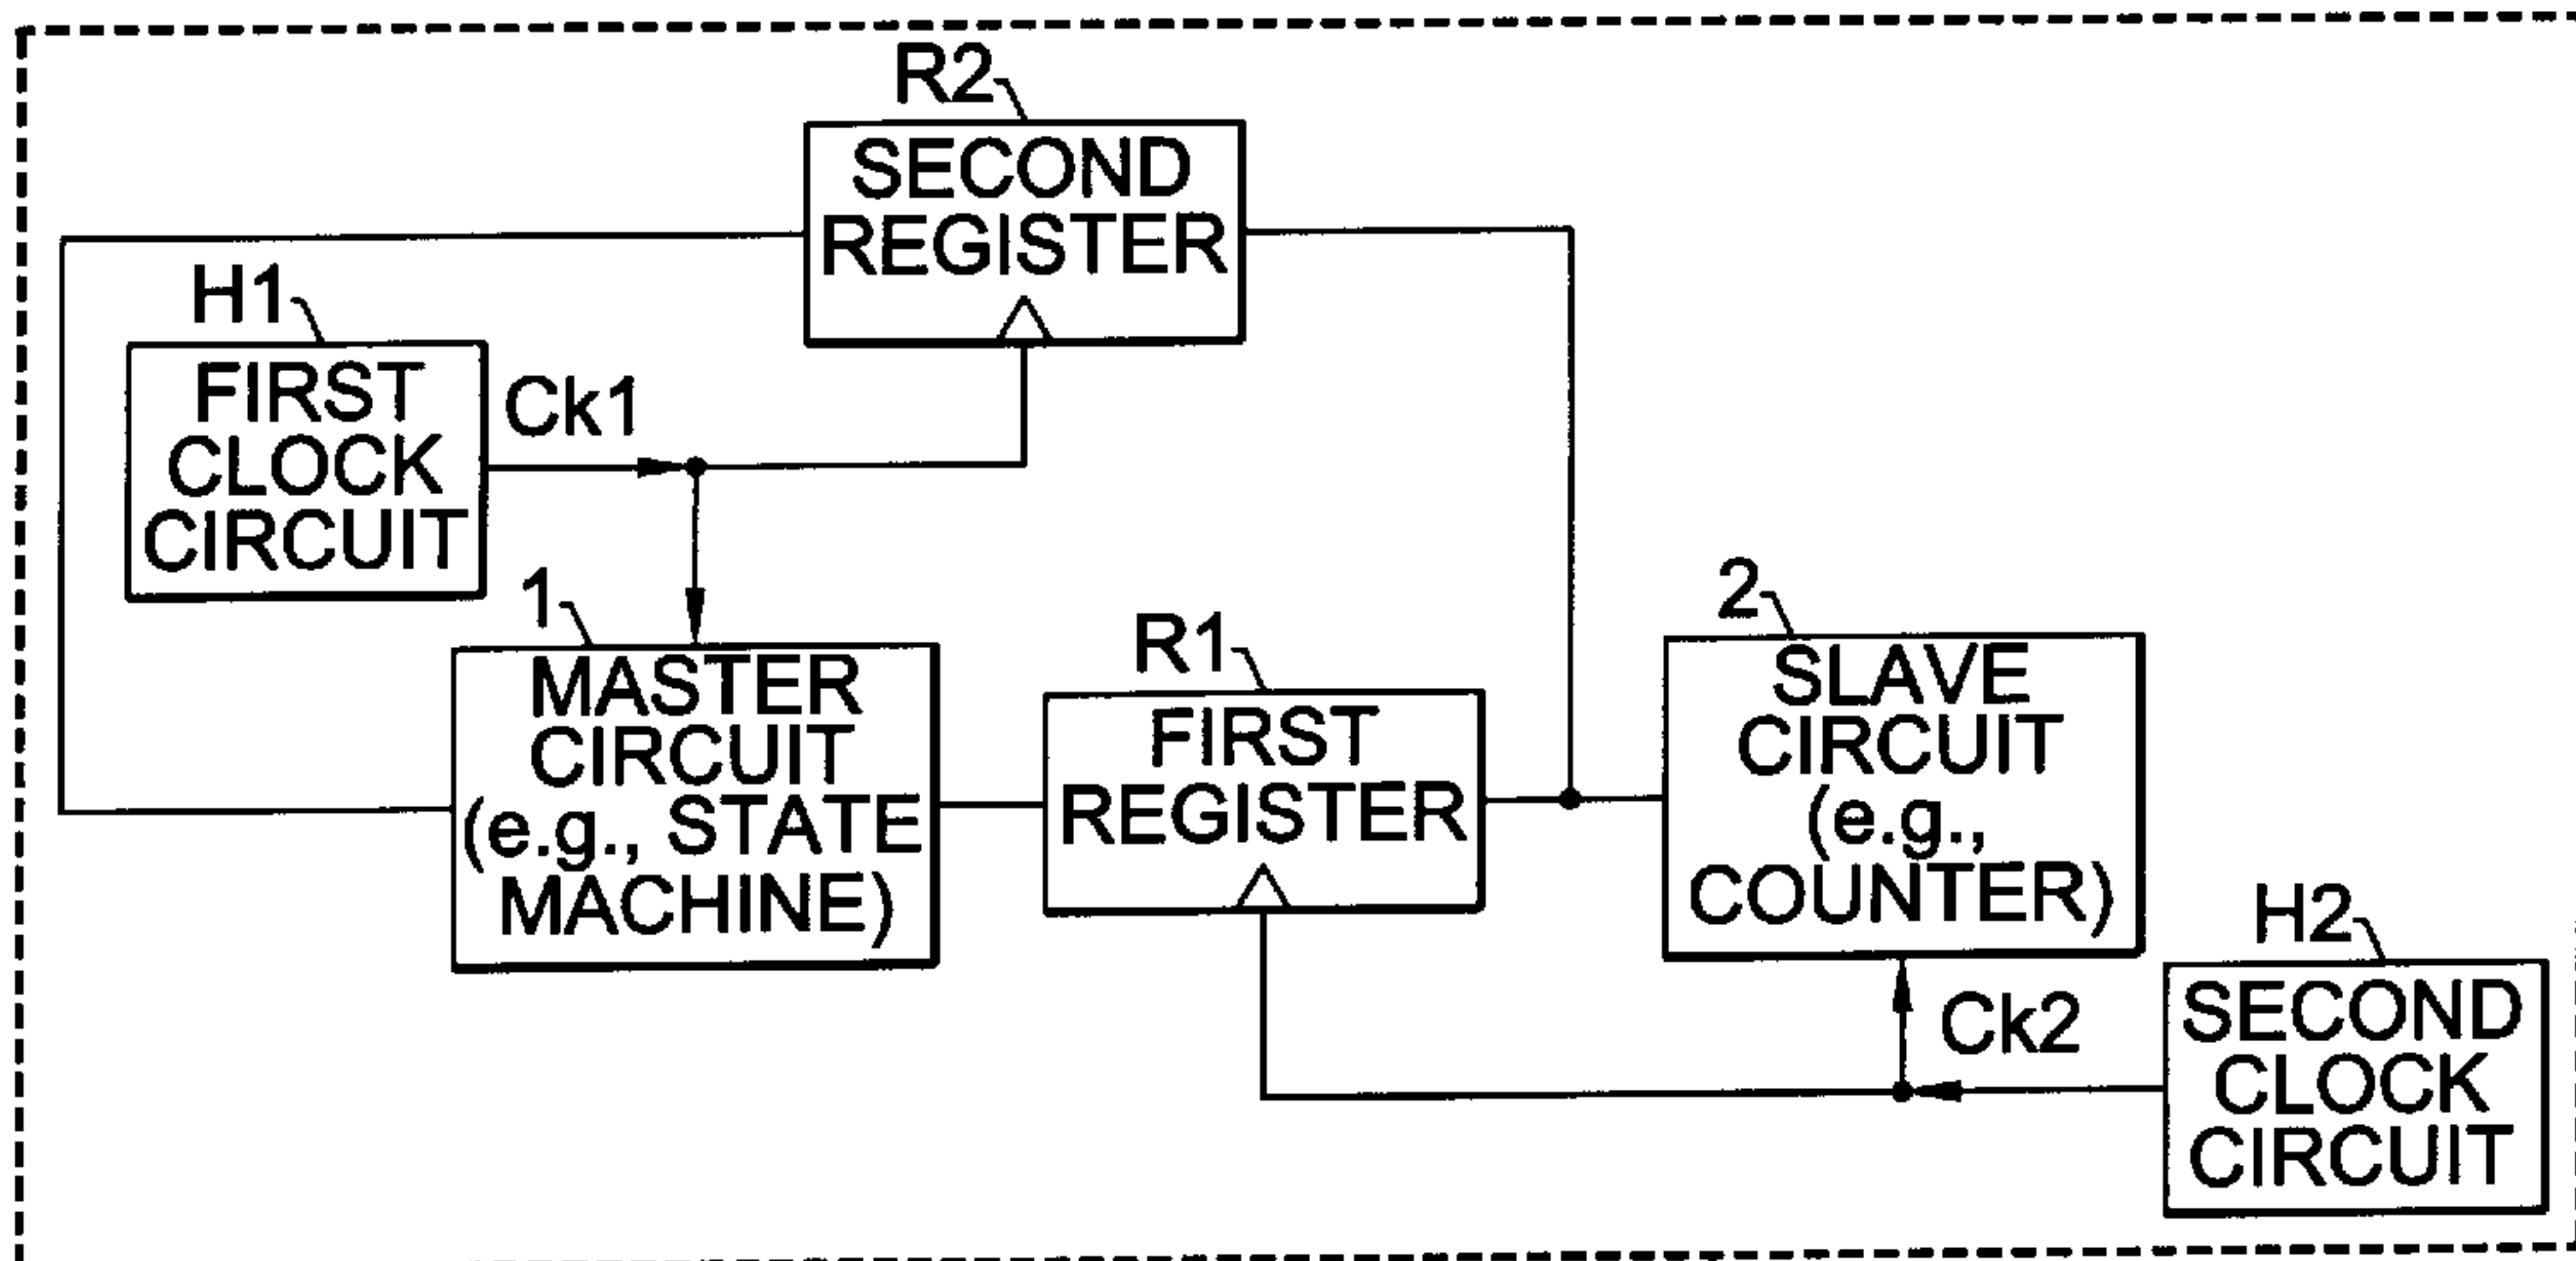 R2
SECOND
REGISTER
H1
FIRST
CLOCK
CIRCUIT
Ck1
1
MASTER
CIRCUIT
(e.g., STATE
MACHINE)
R1
FIRST
REGISTER
2
SLAVE
CIRCUIT
(e.g.,
COUNTER)
H2
SECOND
CLOCK
CIRCUIT
Ck2